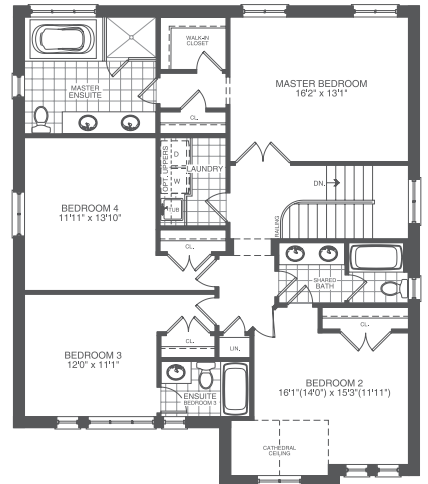 WALK-IN
CLOSET
MASTER BEDROOM
16'2" x 13'1"
MASTER
ENSUITE
CL.
OPT. UPPERS
D
W
TUB
LAUNDRY
DN.
RAILING
BEDROOM 4
11'11" x 13'10"
CL.
SHARED
BATH
CL.
CL.
LIN.
BEDROOM 3
12'0" x 11'1"
ENSUITE
BEDROOM 3
BEDROOM 2
16'1"(14'0") x 15'3"(11'11")
CATHEDRAL
CEILING